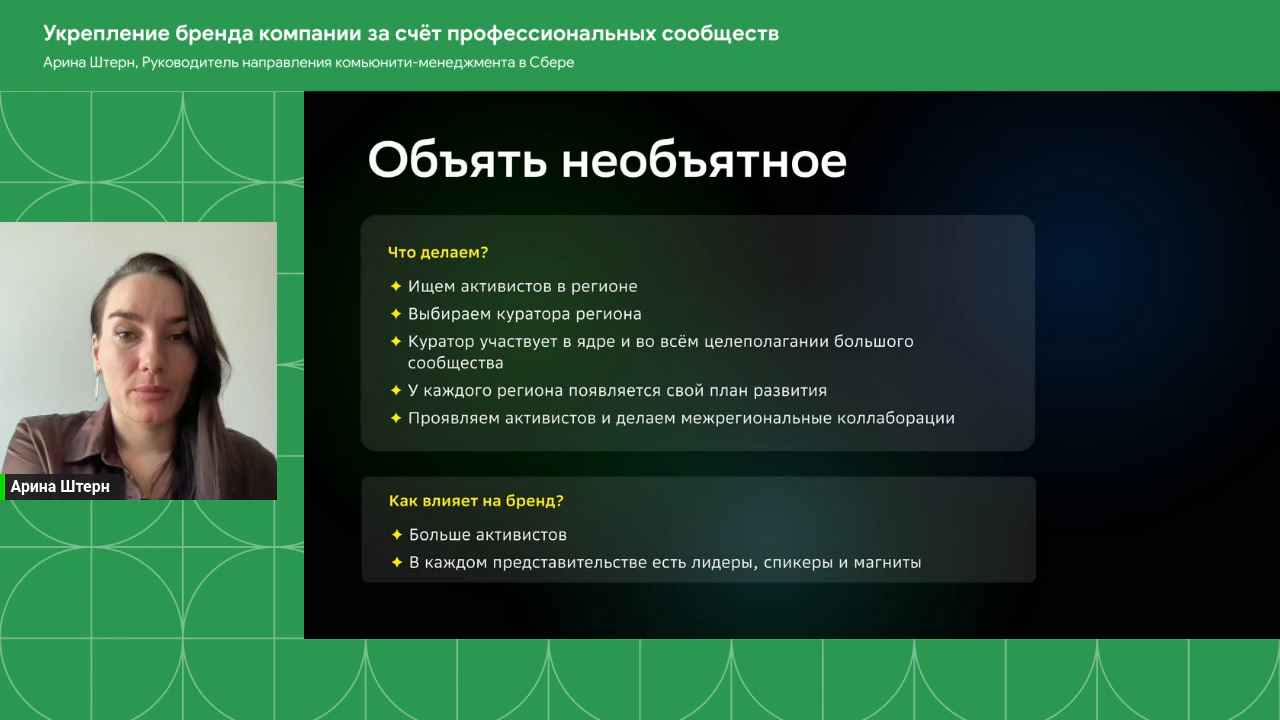 Укрепление бренда компании за счёт профессиональных сообществ
Арина Штерн, Руководитель направления комьюнити-менеджмента в Сбере
Объять необъятное
Что делаем?
✦ Ищем активистов в регионе
✦ Выбираем куратора региона
✦ Куратор участвует в ядре и во всём целеполагании большого
сообщества
✦ У каждого региона появляется свой план развития
✦ Проявляем активистов и делаем межрегиональные коллаборации
Как влияет на бренд?
✦ Больше активистов
✦ В каждом представительстве есть лидеры, спикеры и магниты
Арина Штерн